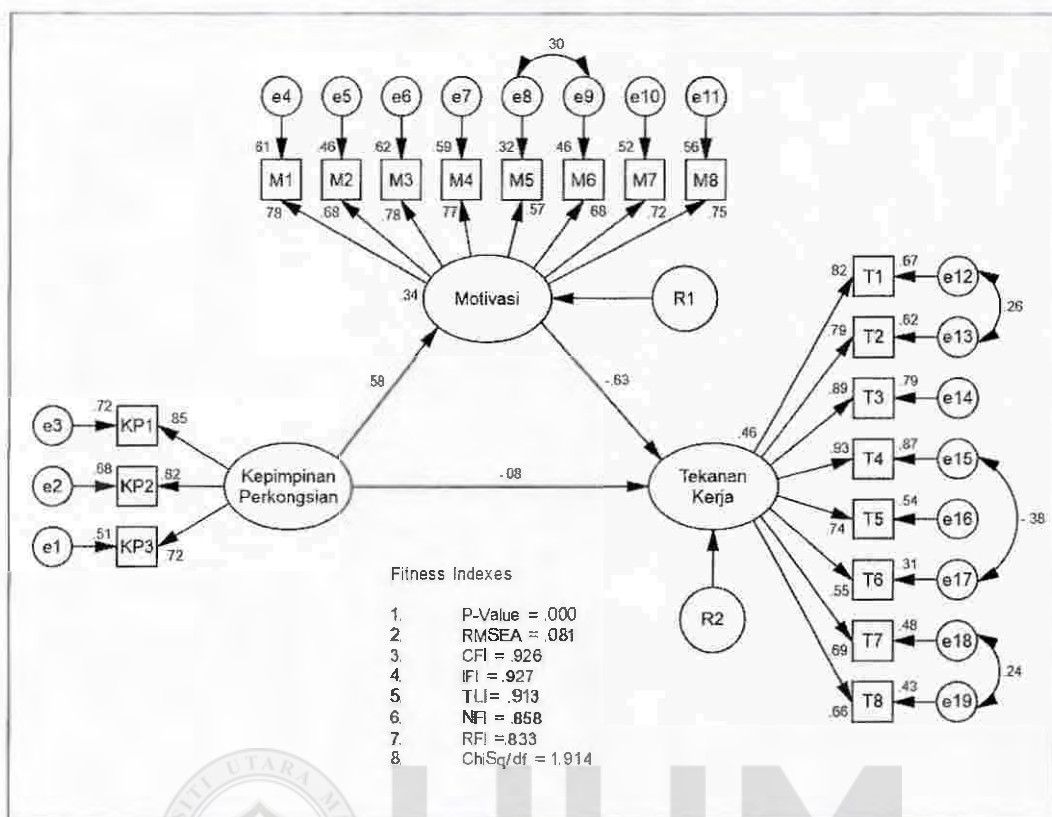 30
e4 e5 e6 e7 e8 e9 e10 e11
.61 .46 .62 .59 .32 .46 .52 .56
M1 M2 M3 M4 M5 M6 M7 M8
.78 .68 .78 .77 .57 .68 .72 .75
.34 Motivasi R1
.82 T1 .67 e12
.26
.79 T2 .62 e13
.89 T3 .79 e14
.58 -.63 .46
.93 T4 .87 e15
e3 .72 KP1 .85
e2 .68 KP2 .82
e1 .51 KP3 .72
Kepimpinan
Perkongsian
-.08
Tekanan
Kerja
.74 T5 .54 e16
-.38
.55 T6 .31 e17
R2
.69 T7 .48 e18
.24
.66 T8 .43 e19
Fitness Indexes
1. P-Value = .000
2. RMSEA = .081
3. CFI = .926
4. IFI = .927
5. TLI= .913
6. NFI = .858
7. RFI =.833
8. ChiSq/df = 1.914
SITI UTARA M
UUM